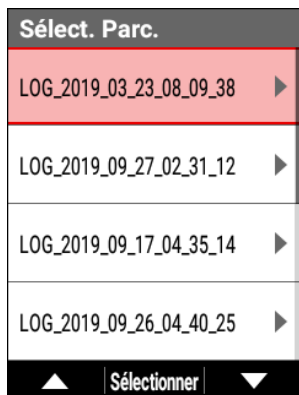 Sélect. Parc.
LOG_2019_03_23_08_09_38
LOG_2019_09_27_02_31_12
LOG_2019_09_17_04_35_14
LOG_2019_09_26_04_40_25
Sélectionner